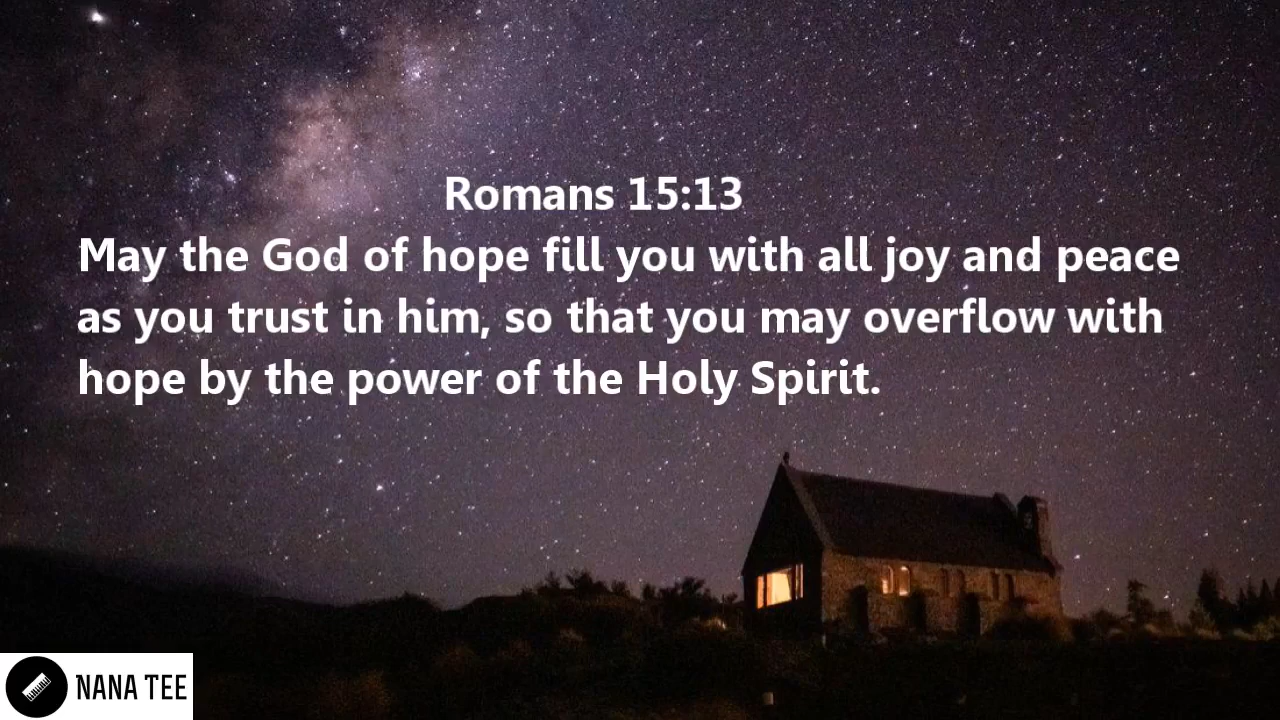 Romans 15:13
May the God of hope fill you with all joy and peace
as you trust in him, so that you may overflow with
hope by the power of the Holy Spirit.
NANA TEE